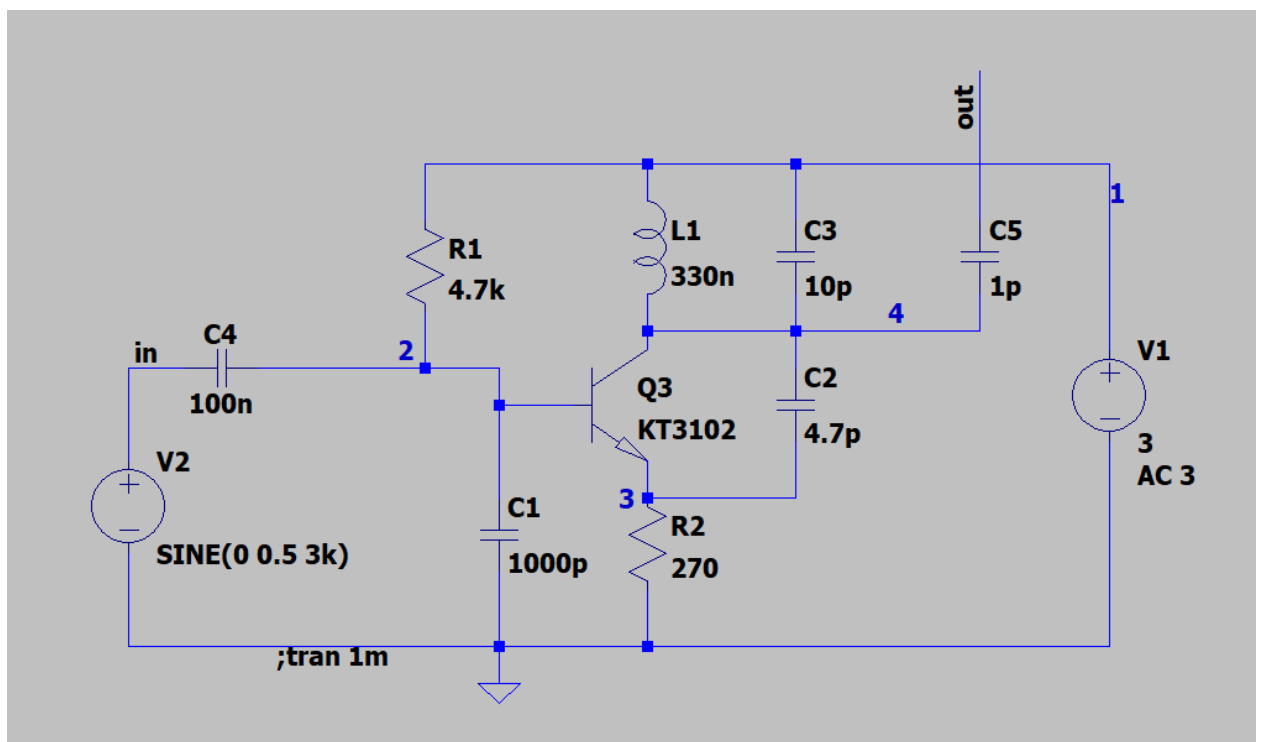 out
1
R1
4.7k
L1
330n
C3
10p
C5
1p
4
C4
in
100n
2
V1
3
AC 3
Q3
KT3102
C2
4.7p
V2
SINE(0 0.5 3k)
3
C1
1000p
R2
270
;tran 1m